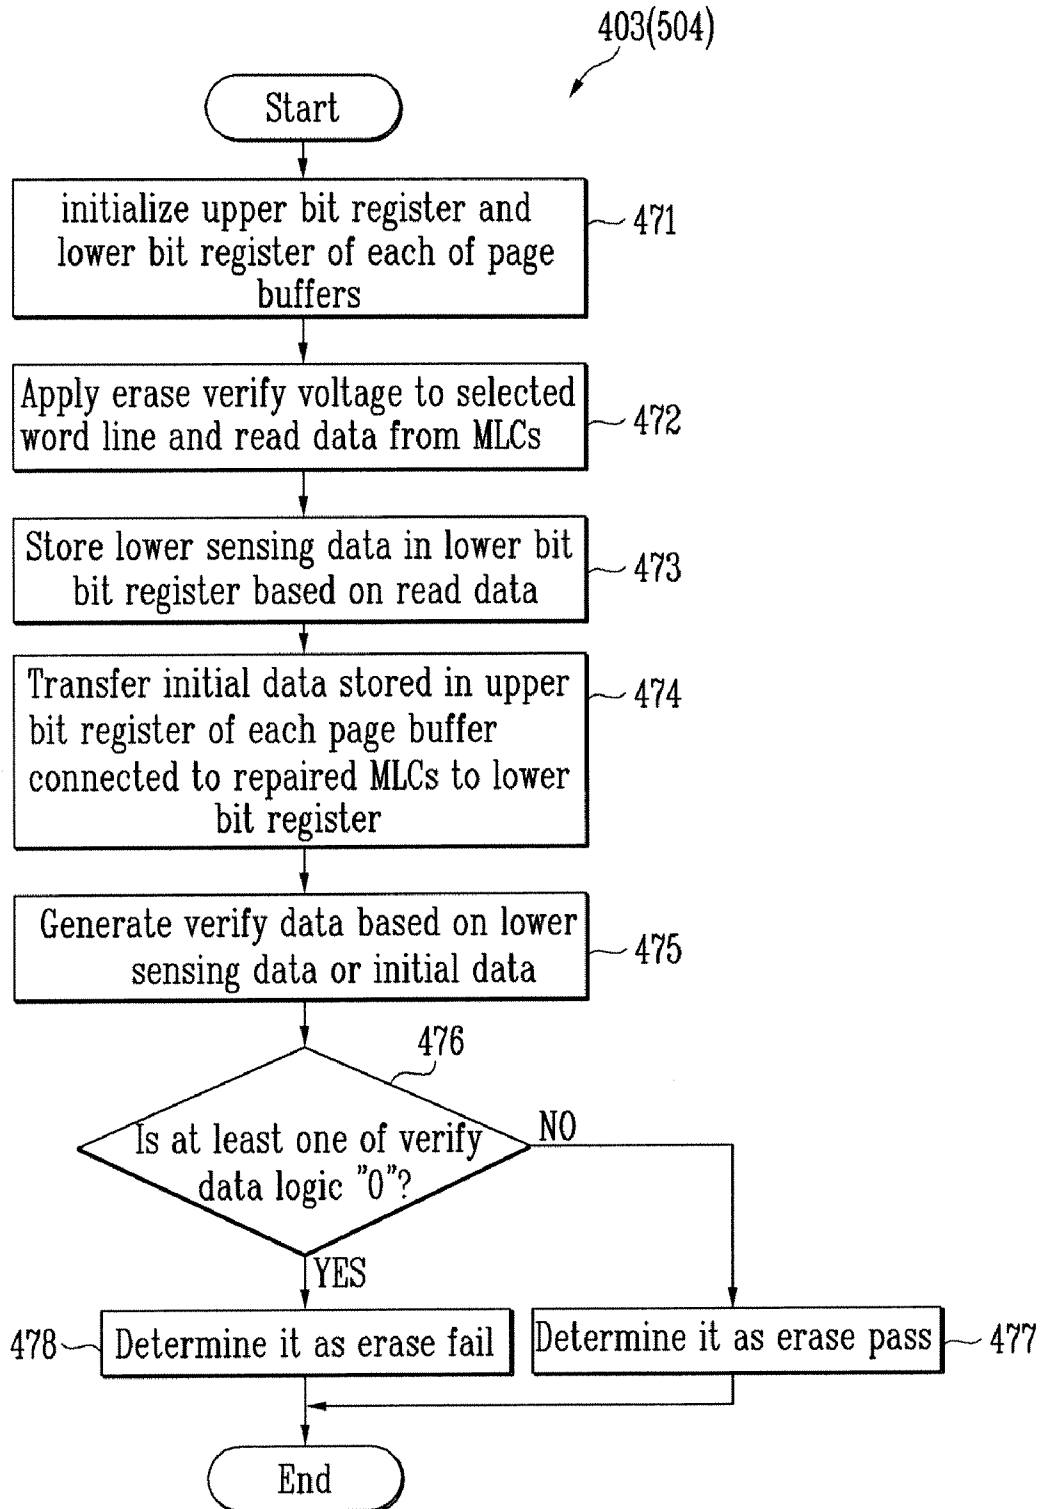 403(504)
Start
initialize upper bit register and
lower bit register of each of page
buffers
471
Apply erase verify voltage to selected
word line and read data from MLCs
472
Store lower sensing data in lower bit
bit register based on read data
473
Transfer initial data stored in upper
bit register of each page buffer
connected to repaired MLCs to lower
bit register
474
Generate verify data based on lower
sensing data or initial data
475
476
Is at least one of verify
data logic "0"?
NO
YES
478
Determine it as erase fail
Determine it as erase pass
477
End